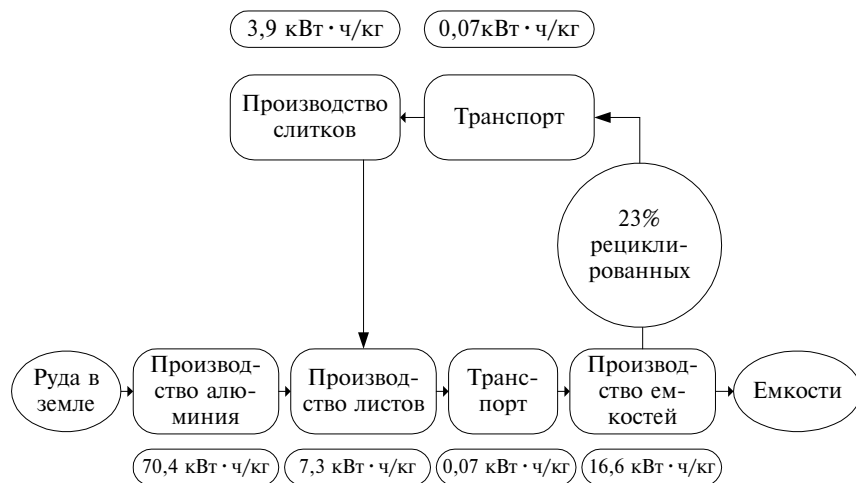 3,9 кВт · ч/кг
0,07кВт · ч/кг
Производство
слитков
Транспорт
23%
рецикли-
рованных
Руда в
земле
Производ-
ство алю-
миния
Производ-
ство листов
Транс-
порт
Производ-
ство ем-
костей
Емкости
70,4 кВт · ч/кг
7,3 кВт · ч/кг
0,07 кВт · ч/кг
16,6 кВт · ч/кг